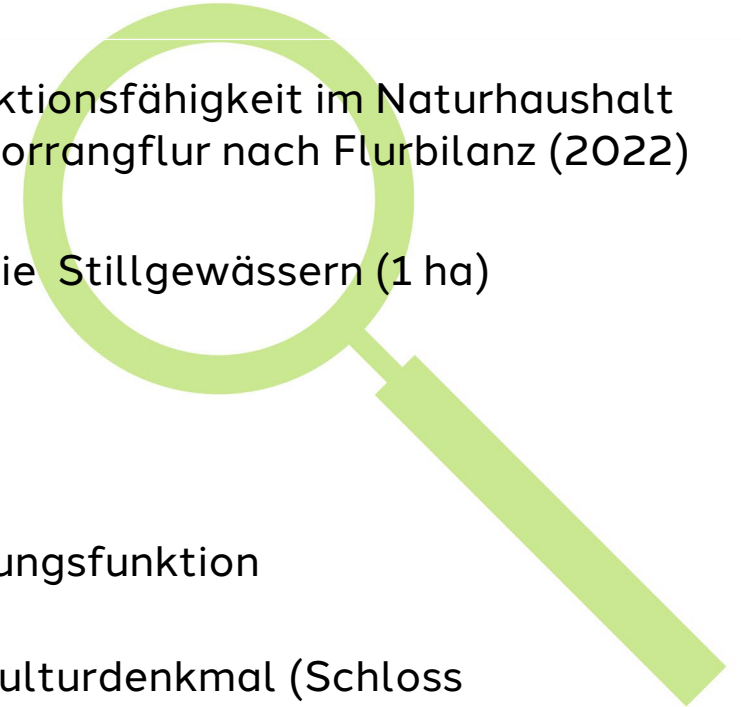 ktionsfähigkeit im Naturhaushalt
orrangflur nach Flurbilanz (2022)
ie Stillgewässern (1 ha)
ungsfunktion
ulturdenkmal (Schloss